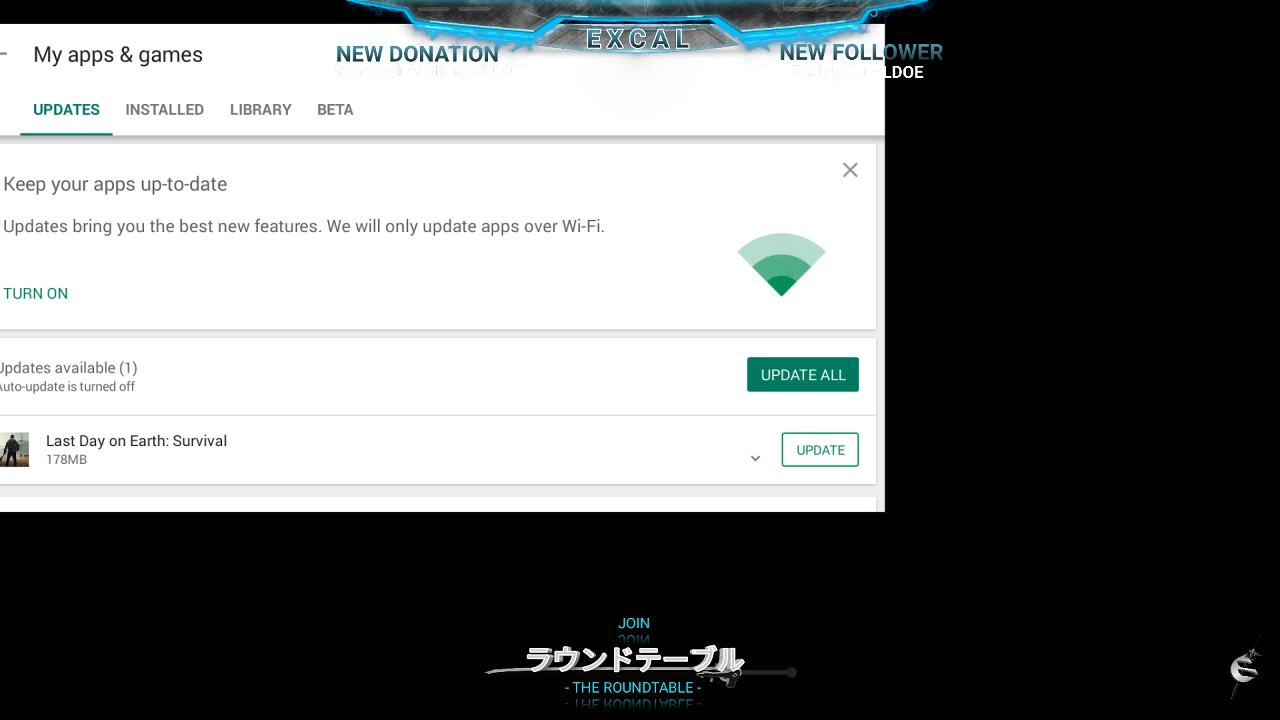 EXCAL
My apps & games
NEW DONATION
NEW FOLLOWER
LDOE
UPDATES INSTALLED LIBRARY BETA
Keep your apps up-to-date
Updates bring you the best new features. We will only update apps over Wi-Fi.
TURN ON
Updates available (1)
Auto-update is turned off
UPDATE ALL
Last Day on Earth: Survival
178MB
UPDATE
JOIN
ラウンドテーブル
- THE ROUNDTABLE -